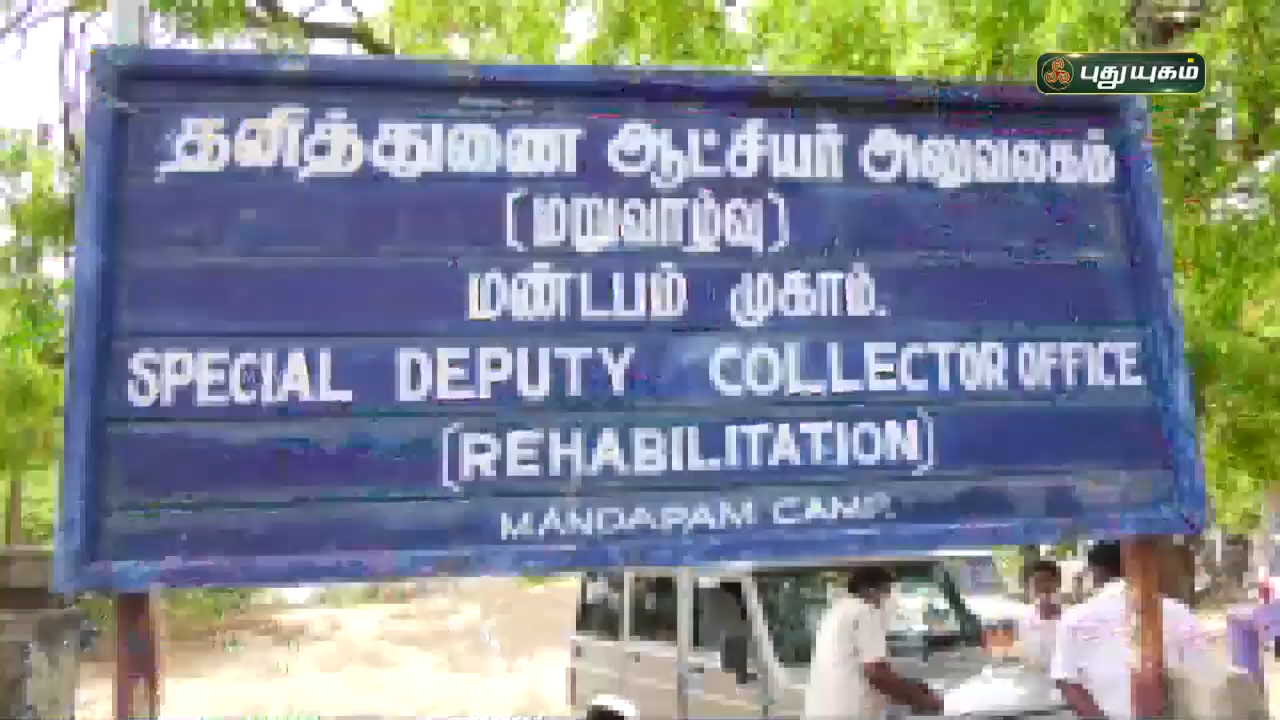 புதுயுகம்
தனித்துணை ஆட்சியர் அலுவலகம்
(மறுவாழ்வு)
மண்டபம் முகாம்.
SPECIAL DEPUTY COLLECTOR OFFICE
(REHABILITATION)
MANDAPAM CAMP.